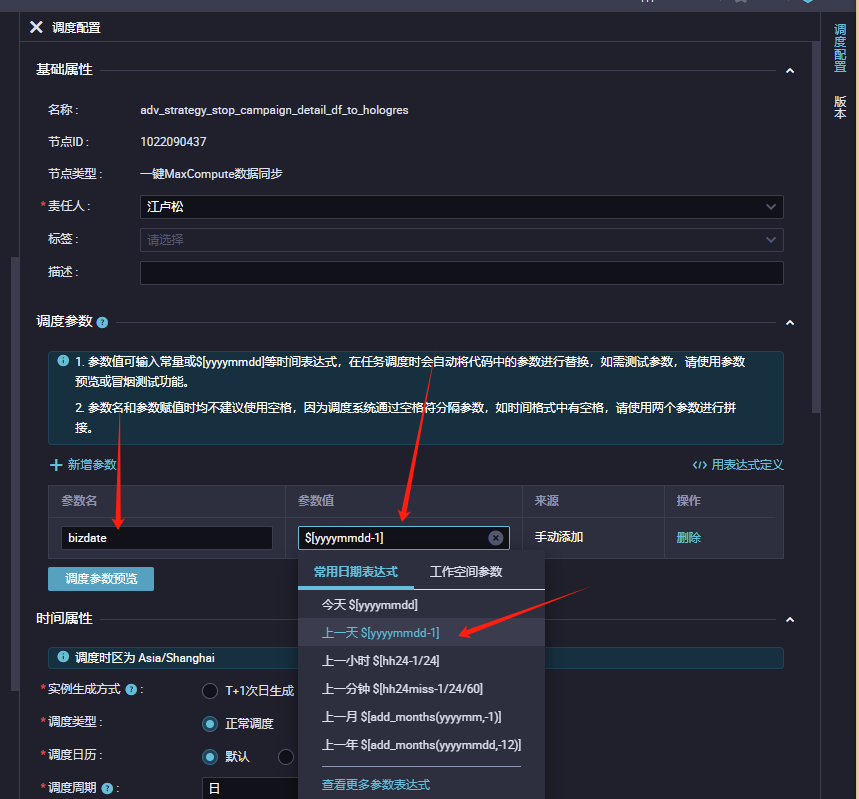 调度配置
调度配置
版本
基础属性
名称 :
adv_strategy_stop_campaign_detail_df_to_hologres
节点ID :
1022090437
节点类型 :
一键MaxCompute数据同步
*责任人 :
江卢松
标签 :
请选择
描述 :
调度参数 ?
1. 参数值可输入常量或$[yyyymmdd]等时间表达式，在任务调度时会自动将代码中的参数进行替换，如需测试参数，请使用参数
预览或冒烟测试功能。
2. 参数名和参数赋值时均不建议使用空格，因为调度系统通过空格符分隔参数，如时间格式中有空格，请使用两个参数进行拼
接。
新增参数
用表达式定义
参数名 参数值 来源 操作
bizdate $[yyyymmdd-1] 手动添加 删除
调度参数预览
常用日期表达式 工作空间参数
今天 $[yyyymmdd]
上一天 $[yyyymmdd-1]
上一小时 $[hh24-1/24]
上一分钟 $[hh24miss-1/24/60]
上一月 $[add_months(yyyymm,-1)]
上一年 $[add_months(yyyymmdd,-12)]
查看更多参数表达式
时间属性
调度时区为 Asia/Shanghai
*实例生成方式 ? :
T+1次日生成
*调度类型 :
正常调度
*调度日历 :
默认
*调度周期 ? :
日